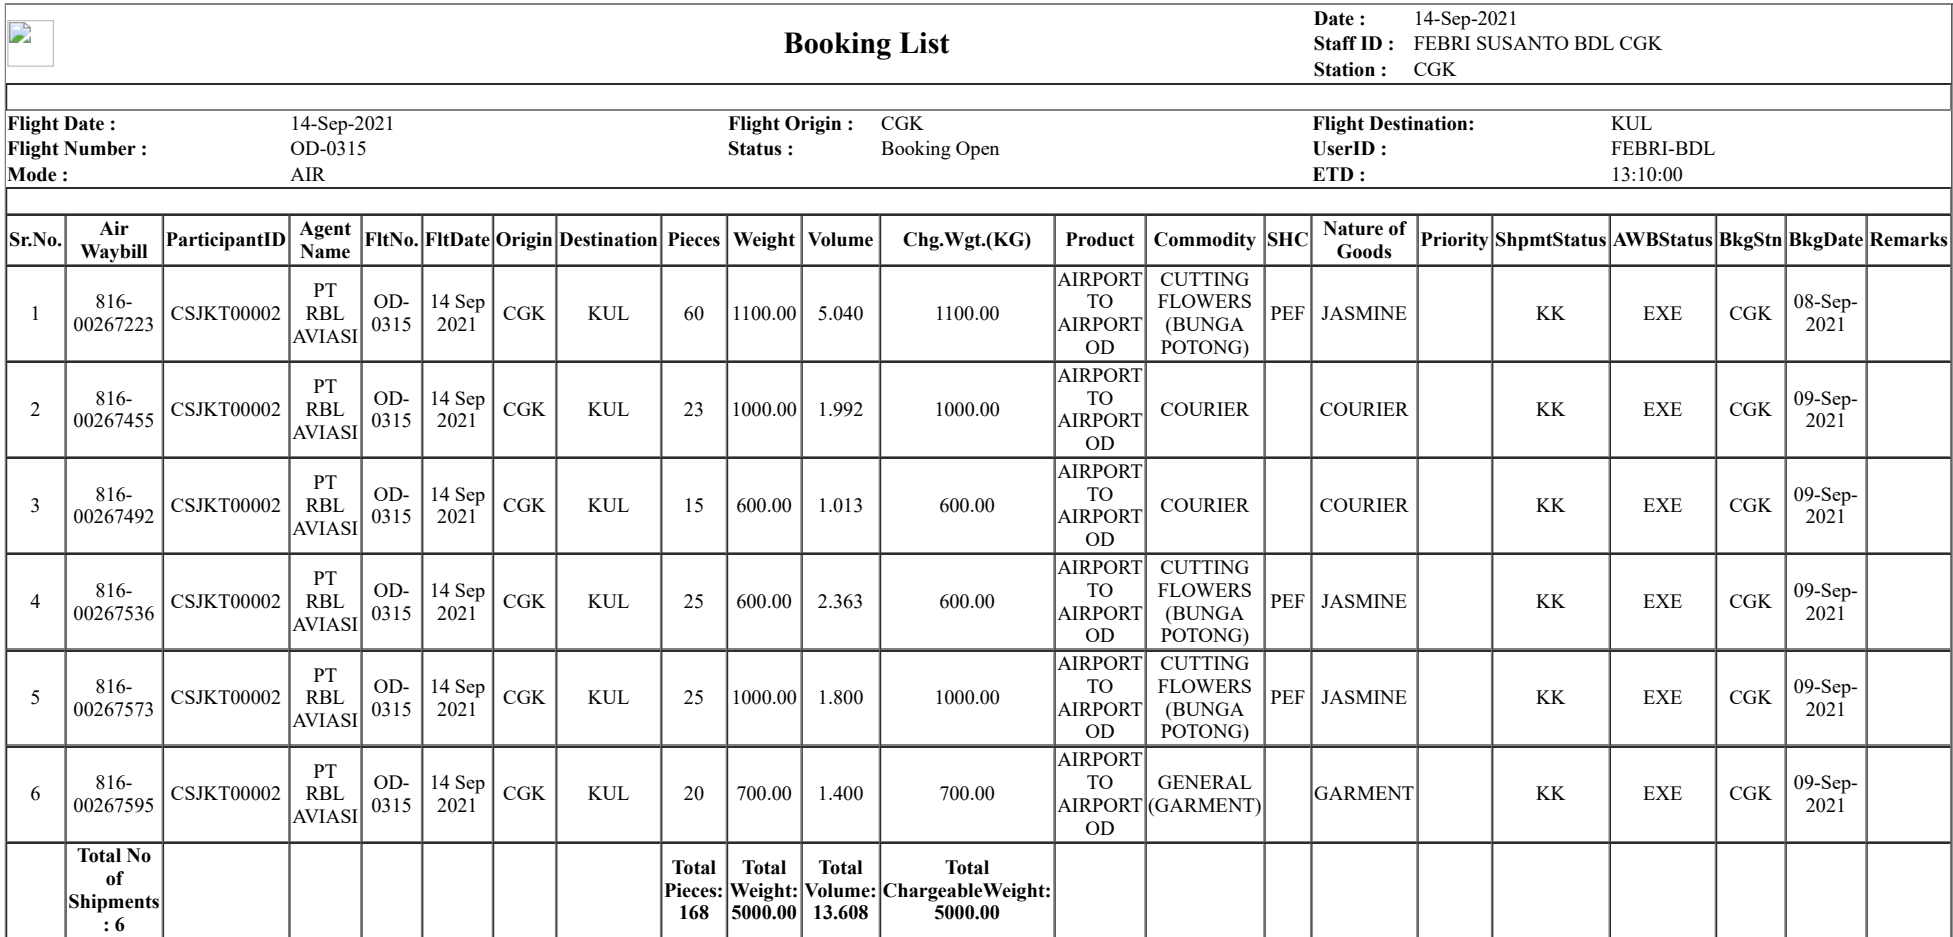 Booking List
Date : 14-Sep-2021
Staff ID : FEBRI SUSANTO BDL CGK
Station : CGK
Flight Date : 14-Sep-2021 Flight Origin : CGK Flight Destination: KUL
Flight Number : OD-0315 Status : Booking Open UserID : FEBRI-BDL
Mode : AIR ETD : 13:10:00
Sr.No. Air Waybill ParticipantID Agent Name FltNo. FltDate Origin Destination Pieces Weight Volume Chg.Wgt.(KG) Product Commodity SHC Nature of Goods Priority ShpmtStatus AWBStatus BkgStn BkgDate Remarks
1 816-00267223 CSJKT00002 PT RBL AVIASI OD-0315 14 Sep 2021 CGK KUL 60 1100.00 5.040 1100.00 AIRPORT TO AIRPORT OD CUTTING FLOWERS (BUNGA POTONG) PEF JASMINE KK EXE CGK 08-Sep-2021
2 816-00267455 CSJKT00002 PT RBL AVIASI OD-0315 14 Sep 2021 CGK KUL 23 1000.00 1.992 1000.00 AIRPORT TO AIRPORT OD COURIER COURIER KK EXE CGK 09-Sep-2021
3 816-00267492 CSJKT00002 PT RBL AVIASI OD-0315 14 Sep 2021 CGK KUL 15 600.00 1.013 600.00 AIRPORT TO AIRPORT OD COURIER COURIER KK EXE CGK 09-Sep-2021
4 816-00267536 CSJKT00002 PT RBL AVIASI OD-0315 14 Sep 2021 CGK KUL 25 600.00 2.363 600.00 AIRPORT TO AIRPORT OD CUTTING FLOWERS (BUNGA POTONG) PEF JASMINE KK EXE CGK 09-Sep-2021
5 816-00267573 CSJKT00002 PT RBL AVIASI OD-0315 14 Sep 2021 CGK KUL 25 1000.00 1.800 1000.00 AIRPORT TO AIRPORT OD CUTTING FLOWERS (BUNGA POTONG) PEF JASMINE KK EXE CGK 09-Sep-2021
6 816-00267595 CSJKT00002 PT RBL AVIASI OD-0315 14 Sep 2021 CGK KUL 20 700.00 1.400 700.00 AIRPORT TO AIRPORT OD GENERAL (GARMENT) GARMENT KK EXE CGK 09-Sep-2021
Total No of Shipments : 6 Total Pieces: 168 Total Weight: 5000.00 Total Volume: 13.608 Total ChargeableWeight: 5000.00